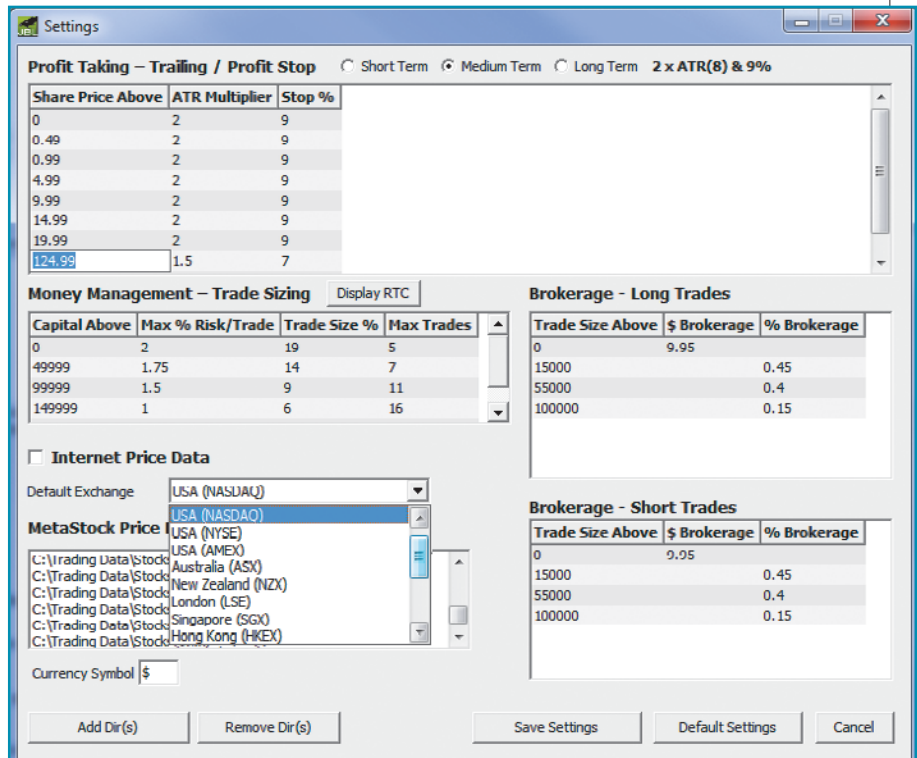 Settings
Profit Taking – Trailing / Profit Stop Short Term Medium Term Long Term 2 x ATR(8) & 9%
Share Price Above ATR Multiplier Stop %
0 2 9
0.49 2 9
0.99 2 9
4.99 2 9
9.99 2 9
14.99 2 9
19.99 2 9
124.99 1.5 7
Money Management – Trade Sizing Display RTC
Capital Above Max % Risk/Trade Trade Size % Max Trades
0 2 19 5
49999 1.75 14 7
99999 1.5 9 11
149999 1 6 16
Brokerage - Long Trades
Trade Size Above $ Brokerage % Brokerage
0 9.95
15000 0.45
55000 0.4
100000 0.15
Internet Price Data
Default Exchange USA (NASDAQ)
USA (NASDAQ)
USA (NYSE)
USA (AMEX)
Australia (ASX)
New Zealand (NZX)
London (LSE)
Singapore (SGX)
Hong Kong (HKEX)
MetaStock Price
C:\Trading Data\Stock
C:\Trading Data\Stock
C:\Trading Data\Stock
C:\Trading Data\Stock
C:\Trading Data\Stock
C:\Trading Data\Stock
Currency Symbol $
Brokerage - Short Trades
Trade Size Above $ Brokerage % Brokerage
0 9.95
15000 0.45
55000 0.4
100000 0.15
Add Dir(s) Remove Dir(s) Save Settings Default Settings Cancel